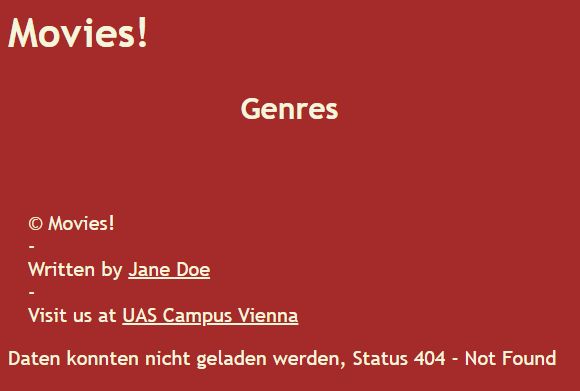 Movies!
Genres
© Movies!
-
Written by Jane Doe
-
Visit us at UAS Campus Vienna
Daten konnten nicht geladen werden, Status 404 - Not Found